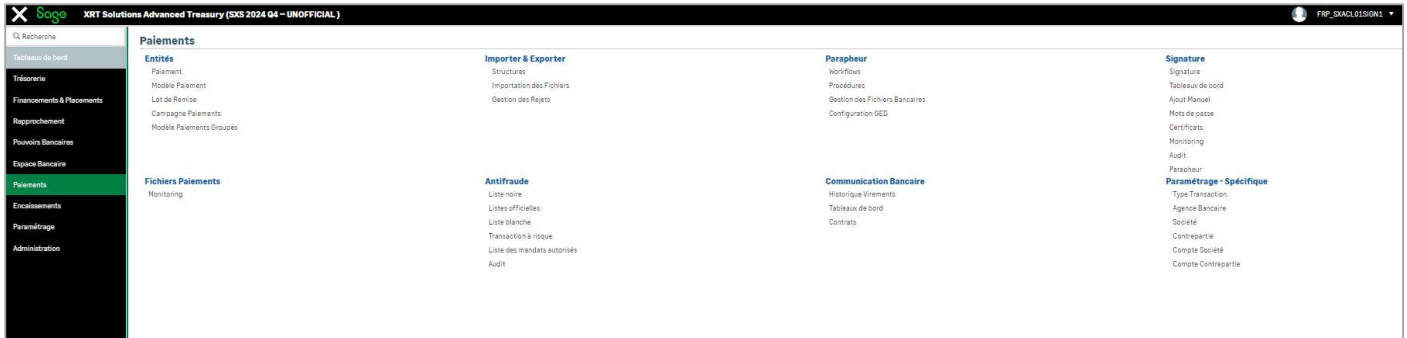 Sage XRT Solutions Advanced Treasury (SXS 2024 Q4 – UNOFFICIAL)
FRP_SXACL01SIGN1
Recherche
Tableaux de bord
Trésorerie
Financements & Placements
Rapprochement
Pouvoirs Bancaires
Espace Bancaire
Paiements
Encaissements
Paramétrage
Administration
Paiements
Entités
Paiement
Modèle Paiement
Lot de Remise
Campagne Paiements
Modèle Paiements Groupés
Importer & Exporter
Structures
Importation des Fichiers
Gestion des Rejets
Parapheur
Workflows
Procédures
Gestion des Fichiers Bancaires
Configuration GED
Signature
Signature
Tableaux de bord
Ajout Manuel
Mots de passe
Certificats
Monitoring
Audit
Parapheur
Fichiers Paiements
Monitoring
Antifraude
Liste noire
Listes officielles
Liste blanche
Transaction à risque
Liste des mandats autorisés
Audit
Communication Bancaire
Historique Virements
Tableaux de bord
Contrats
Paramétrage - Spécifique
Type Transaction
Agence Bancaire
Société
Contrepartie
Compte Société
Compte Contrepartie